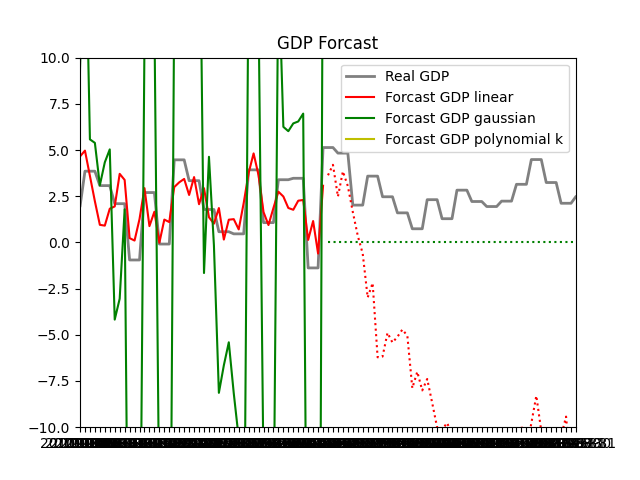 GDP Forcast
Real GDP
Forcast GDP linear
Forcast GDP gaussian
Forcast GDP polynomial k
10.0
7.5
5.0
2.5
0.0
−2.5
−5.0
−7.5
−10.0